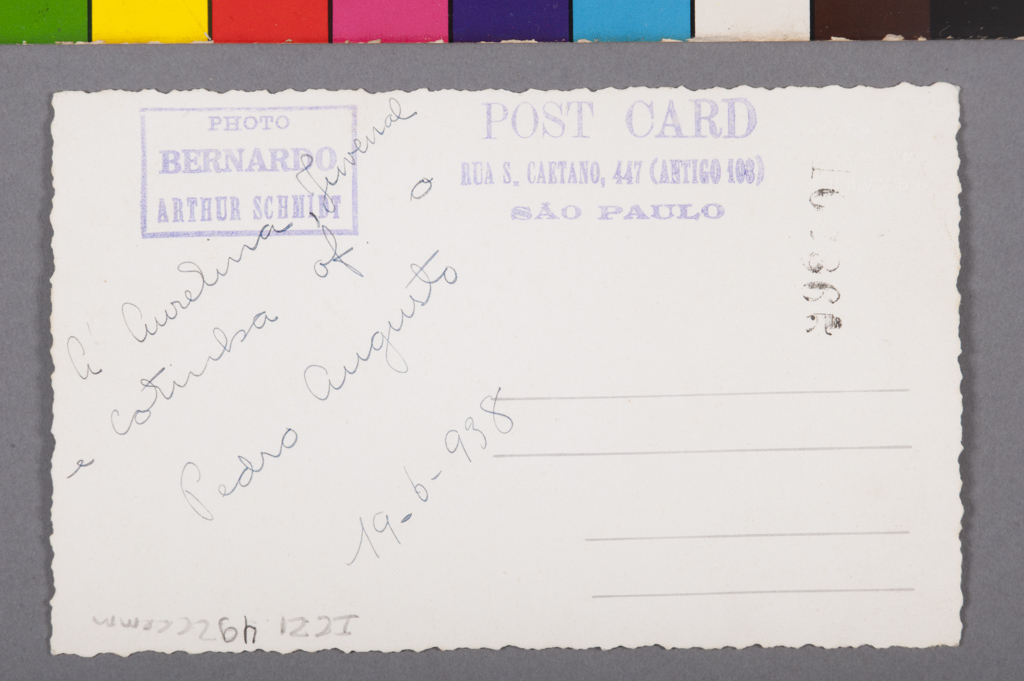 PHOTO
BERNARDO
ARTHUR SCHMIDT
POST CARD
RUA S. CAETANO, 447 (ANTIGO 103)
SÃO PAULO
Á Aurelina, Juvenal
e cotinha of. o
Pedro Augusto
19-6-938